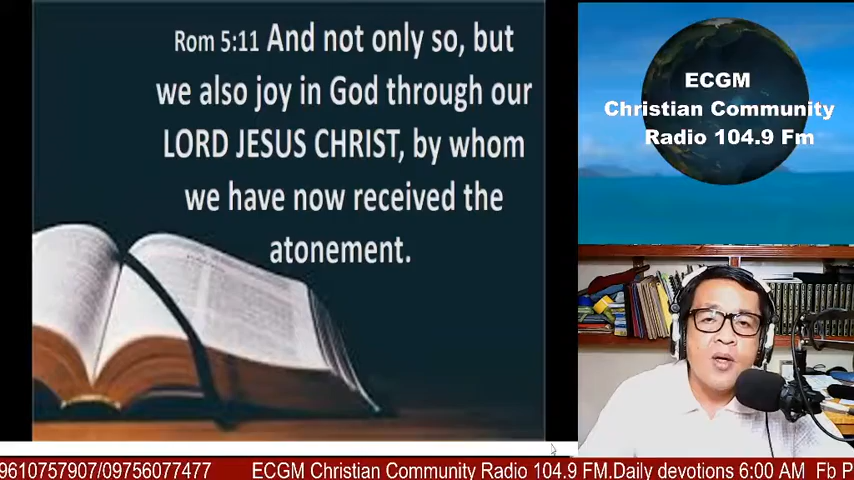 Rom 5:11 And not only so, but
we also joy in God through our
LORD JESUS CHRIST, by whom
we have now received the
atonement.
ECGM
Christian Community
Radio 104.9 Fm
9610757907/09756077477 ECGM Christian Community Radio 104.9 FM.Daily devotions 6:00 AM Fb P